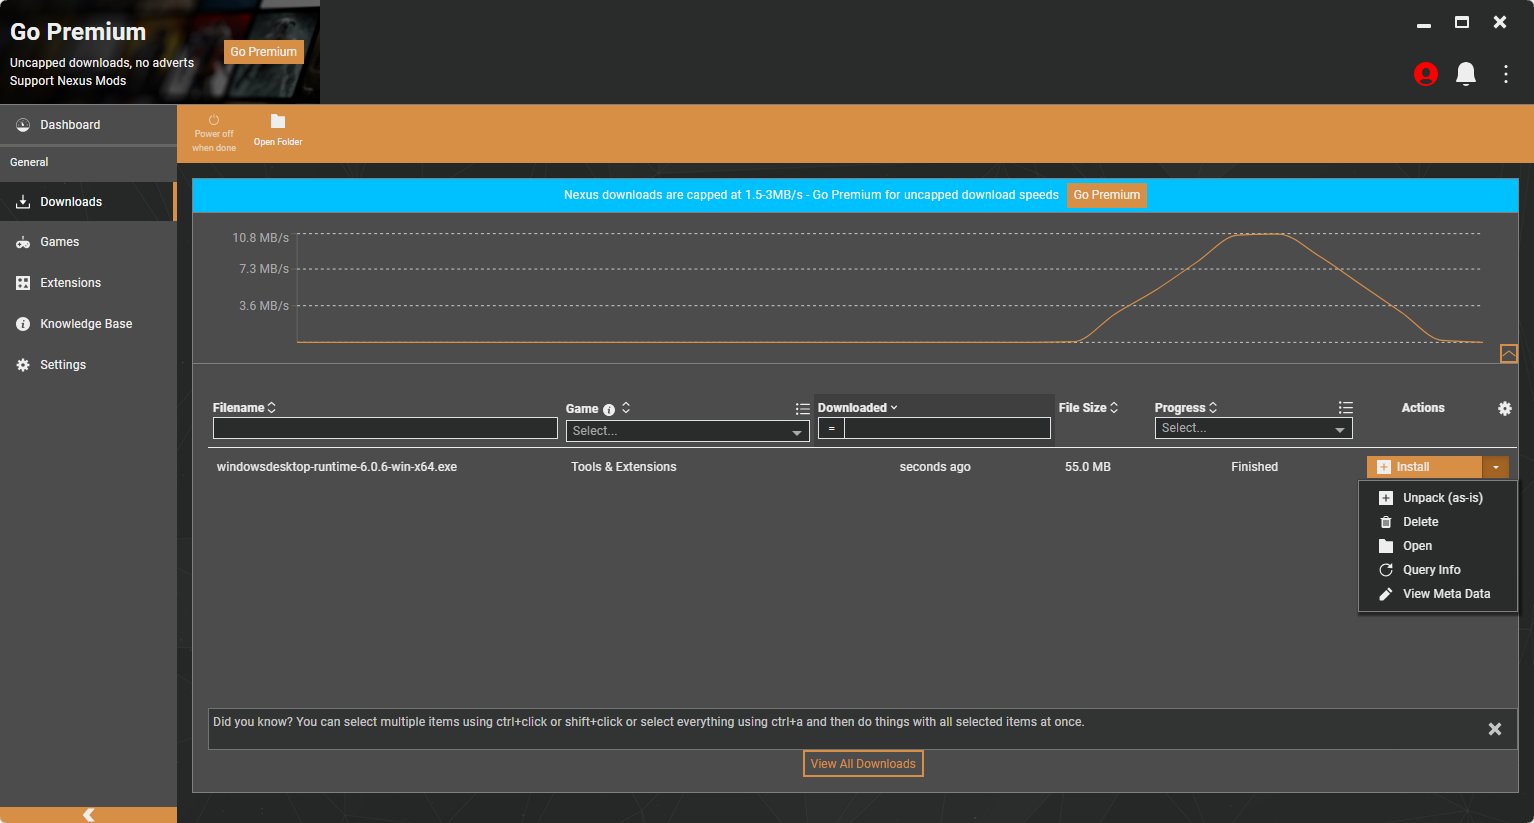 Go Premium
Uncapped downloads, no adverts
Support Nexus Mods
Go Premium
Dashboard
General
Downloads
Games
Extensions
Knowledge Base
Settings
Power off
when done
Open Folder
Nexus downloads are capped at 1.5-3MB/s - Go Premium for uncapped download speeds
Go Premium
10.8 MB/s
7.3 MB/s
3.6 MB/s
Filename
Game
Select...
Downloaded
=
File Size
Progress
Select...
Actions
windowsdesktop-runtime-6.0.6-win-x64.exe
Tools & Extensions
seconds ago
55.0 MB
Finished
Install
Unpack (as-is)
Delete
Open
Query Info
View Meta Data
Did you know? You can select multiple items using ctrl+click or shift+click or select everything using ctrl+a and then do things with all selected items at once.
View All Downloads